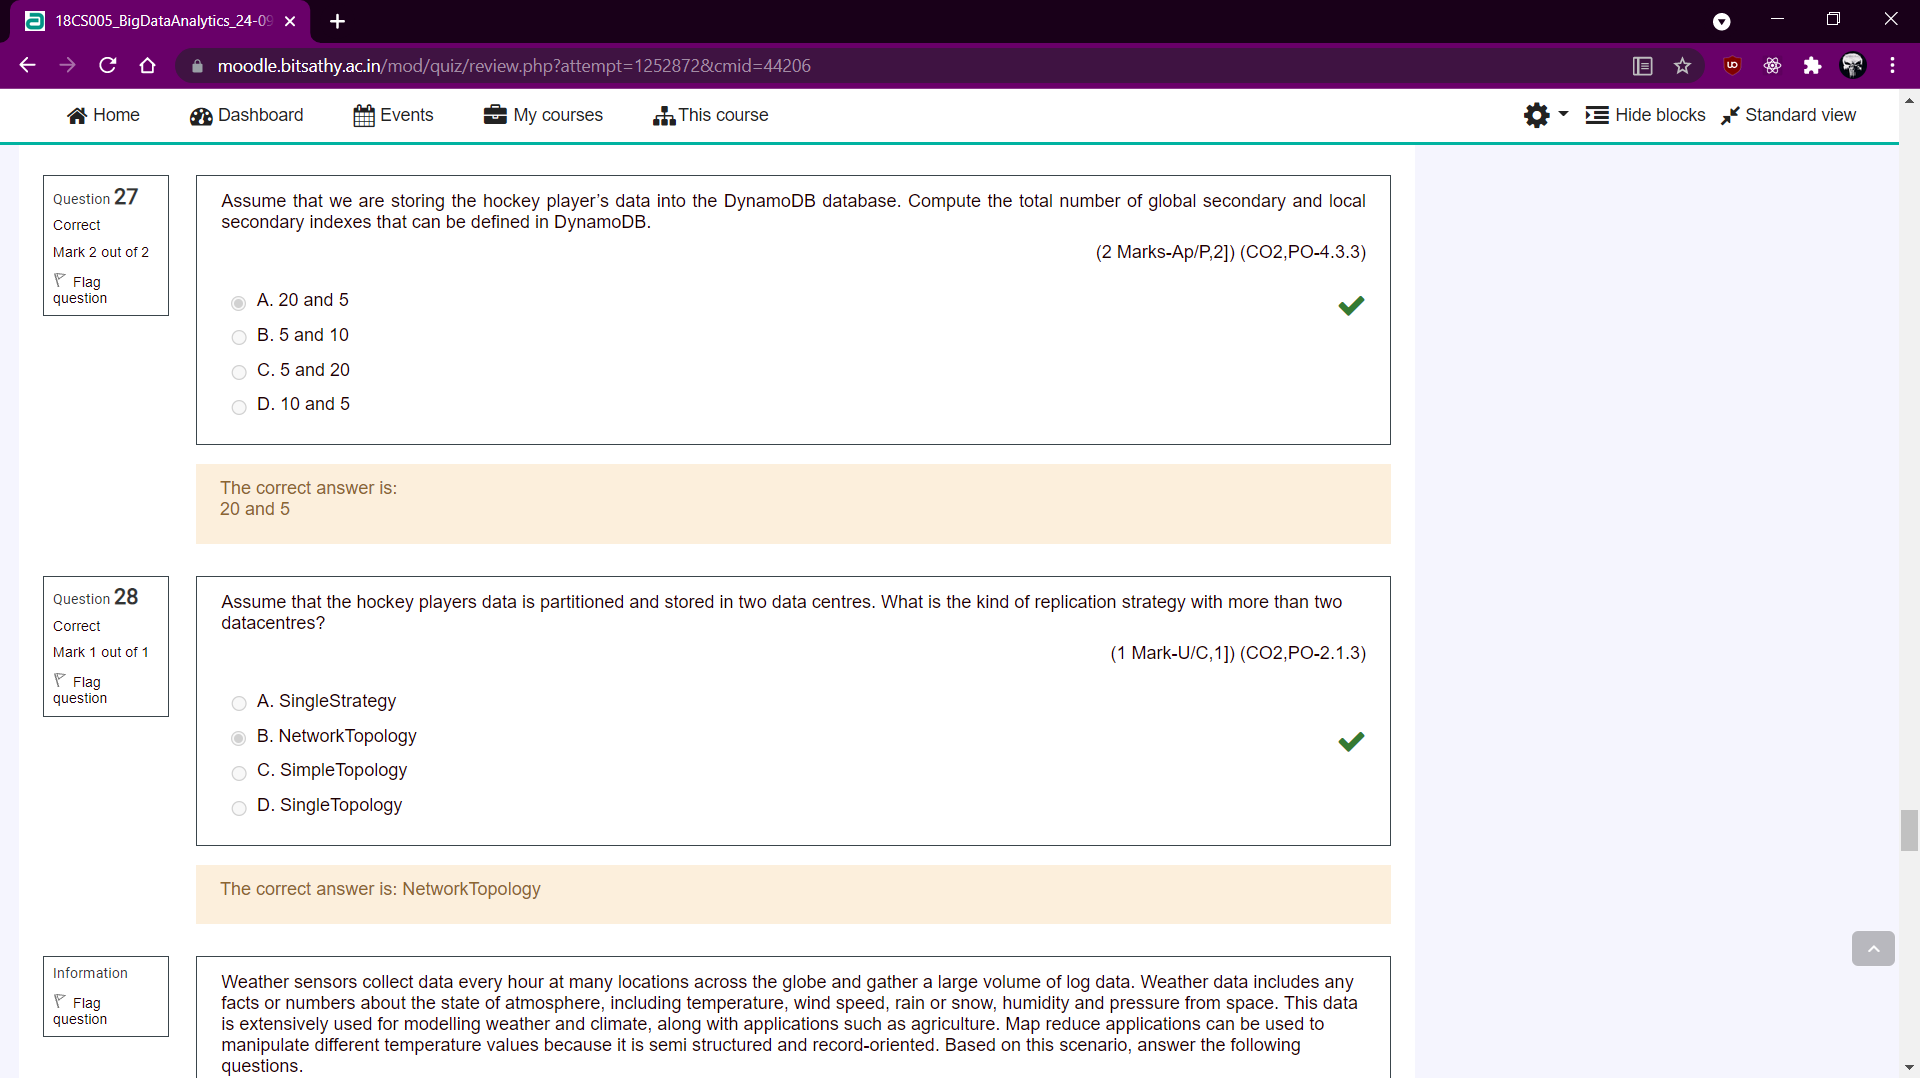 18CS005_BigDataAnalytics_24-09
moodle.bitsathy.ac.in/mod/quiz/review.php?attempt=1252872&cmid=44206
Home Dashboard Events My courses This course Hide blocks Standard view
Question 27
Correct
Mark 2 out of 2
Flag
question
Assume that we are storing the hockey player’s data into the DynamoDB database. Compute the total number of global secondary and local
secondary indexes that can be defined in DynamoDB.
(2 Marks-Ap/P,2]) (CO2,PO-4.3.3)
A. 20 and 5
B. 5 and 10
C. 5 and 20
D. 10 and 5
The correct answer is:
20 and 5
Question 28
Correct
Mark 1 out of 1
Flag
question
Assume that the hockey players data is partitioned and stored in two data centres. What is the kind of replication strategy with more than two
datacentres?
(1 Mark-U/C,1]) (CO2,PO-2.1.3)
A. SingleStrategy
B. NetworkTopology
C. SimpleTopology
D. SingleTopology
The correct answer is: NetworkTopology
Information
Flag
question
Weather sensors collect data every hour at many locations across the globe and gather a large volume of log data. Weather data includes any
facts or numbers about the state of atmosphere, including temperature, wind speed, rain or snow, humidity and pressure from space. This data
is extensively used for modelling weather and climate, along with applications such as agriculture. Map reduce applications can be used to
manipulate different temperature values because it is semi structured and record-oriented. Based on this scenario, answer the following
questions.